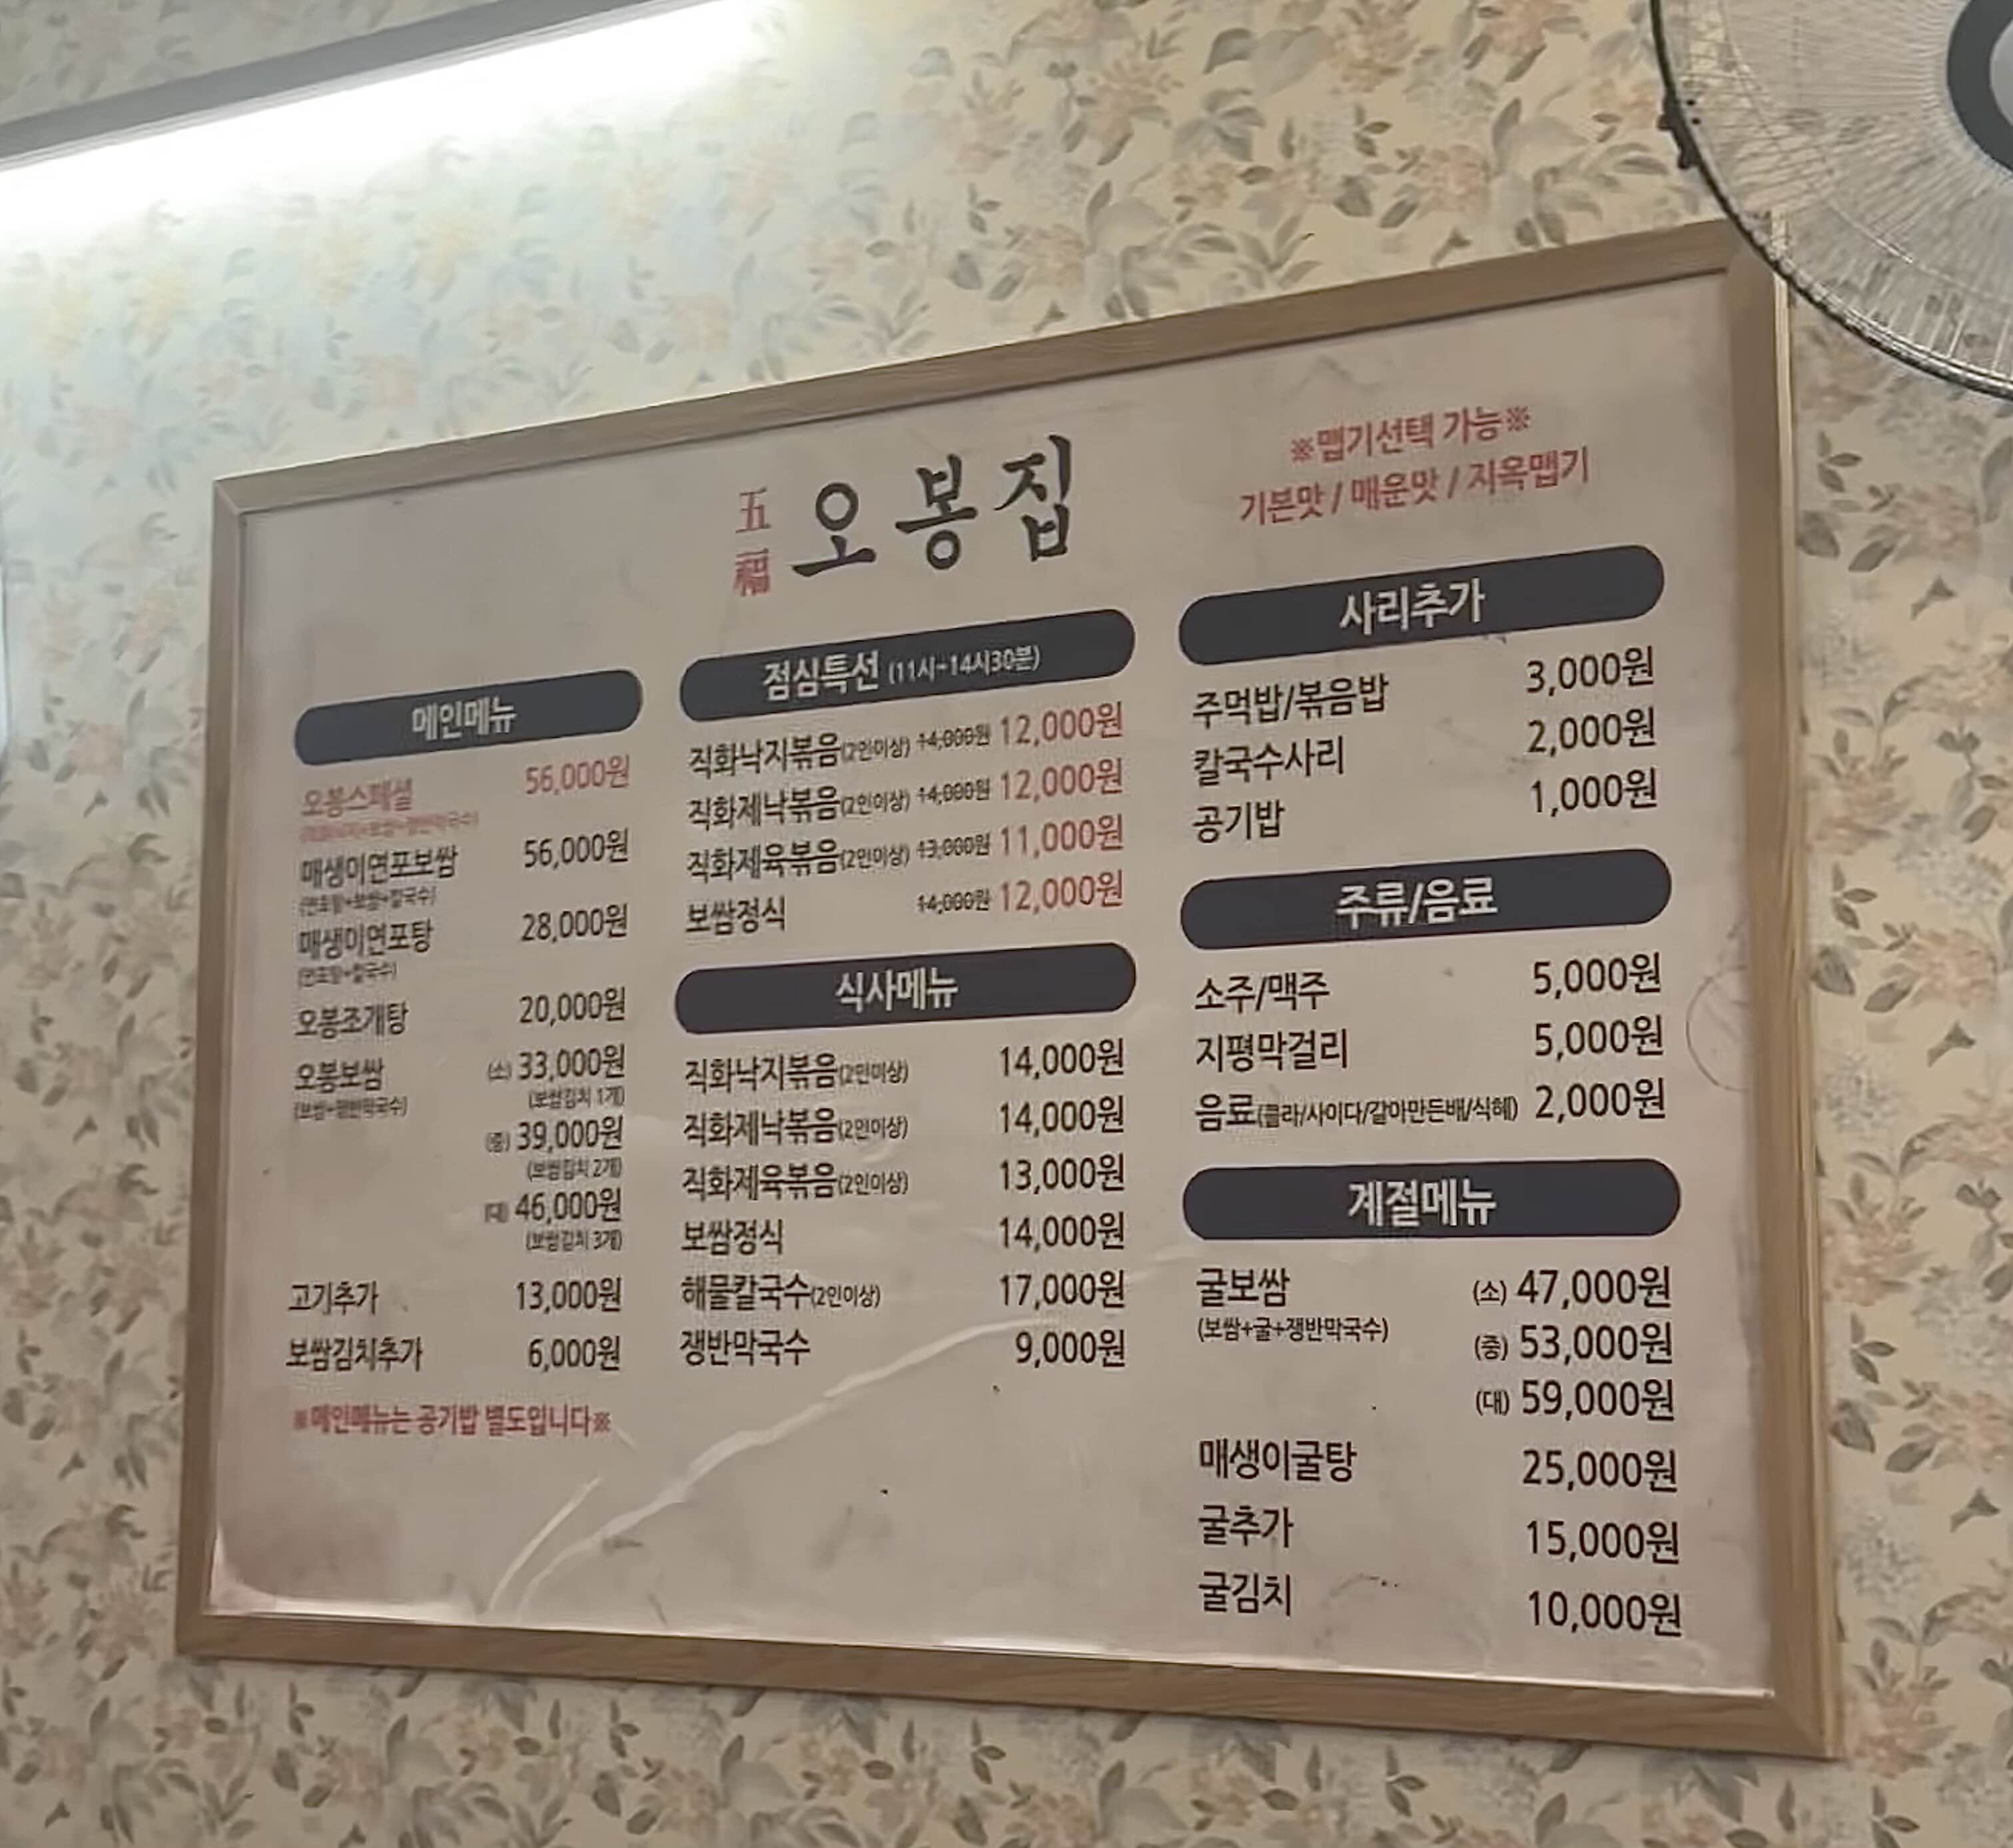 五福 오봉집
※맵기선택 가능※
기본맛 / 매운맛 / 지옥맵기
메인메뉴
오봉스페셜 56,000원
매생이연포보쌈 56,000원
(연포탕+보쌈+칼국수)
매생이연포탕 28,000원
(연포탕+칼국수)
오봉조개탕 20,000원
오봉보쌈 (소) 33,000원
(보쌈+쟁반막국수) (보쌈김치 1개)
(중) 39,000원
(보쌈김치 2개)
(대) 46,000원
(보쌈김치 3개)
고기추가 13,000원
보쌈김치추가 6,000원
※메인메뉴는 공기밥 별도입니다※
점심특선 (11시~14시30분)
직화낙지볶음(2인이상) 14,000원 12,000원
직화제낙볶음(2인이상) 14,000원 12,000원
직화제육볶음(2인이상) 13,000원 11,000원
보쌈정식 14,000원 12,000원
식사메뉴
직화낙지볶음(2인이상) 14,000원
직화제낙볶음(2인이상) 14,000원
직화제육볶음(2인이상) 13,000원
보쌈정식 14,000원
해물칼국수(2인이상) 17,000원
쟁반막국수 9,000원
사리추가
주먹밥/볶음밥 3,000원
칼국수사리 2,000원
공기밥 1,000원
주류/음료
소주/맥주 5,000원
지평막걸리 5,000원
음료(콜라/사이다/갈아만든배/식혜) 2,000원
계절메뉴
굴보쌈 (소) 47,000원
(보쌈+굴+쟁반막국수) (중) 53,000원
(대) 59,000원
매생이굴탕 25,000원
굴추가 15,000원
굴김치 10,000원